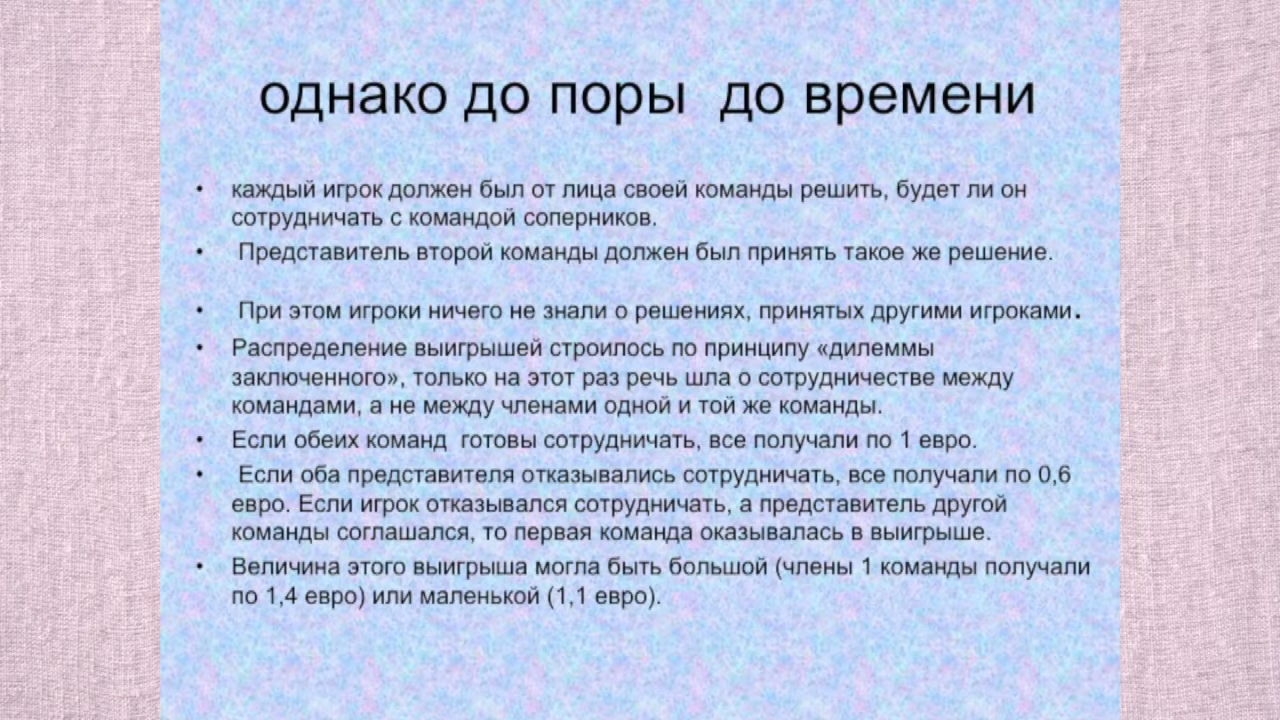 однако до поры  до времени
• каждый игрок должен был от лица своей команды решить, будет ли он
сотрудничать с командой соперников.
•  Представитель второй команды должен был принять такое же решение.
•  При этом игроки ничего не знали о решениях, принятых другими игроками.
• Распределение выигрышей строилось по принципу «дилеммы
заключенного», только на этот раз речь шла о сотрудничестве между
командами, а не между членами одной и той же команды.
• Если обеих команд  готовы сотрудничать, все получали по 1 евро.
•  Если оба представителя отказывались сотрудничать, все получали по 0,6
евро. Если игрок отказывался сотрудничать, а представитель другой
команды соглашался, то первая команда оказывалась в выигрыше.
• Величина этого выигрыша могла быть большой (члены 1 команды получали
по 1,4 евро) или маленькой (1,1 евро).